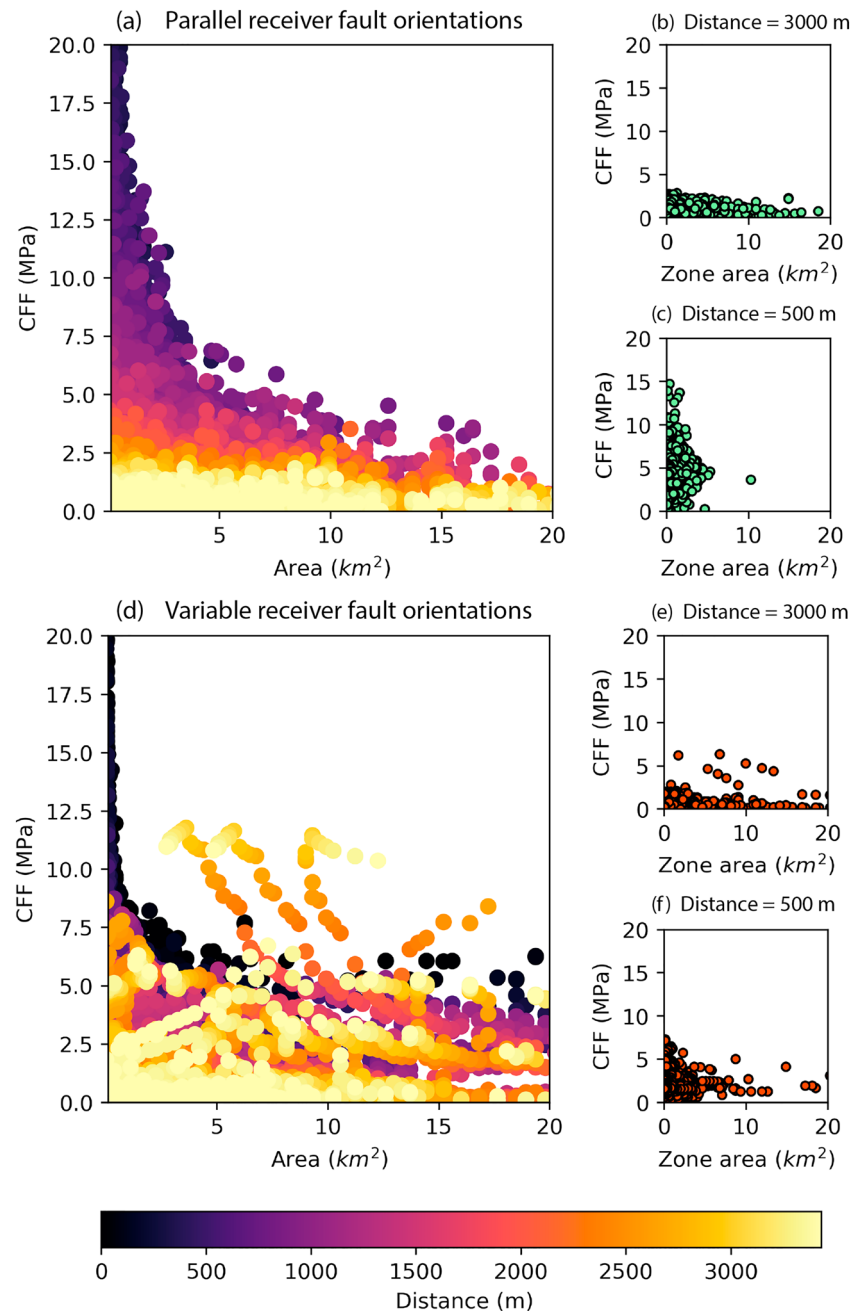 (a) Parallel receiver fault orientations
20.0
17.5
15.0
12.5
10.0
7.5
5.0
2.5
0.0
CFF (MPa)
5 10 15 20
Area (km²)
(b) Distance = 3000 m
20
15
10
5
0
CFF (MPa)
0 10 20
Zone area (km²)
(c) Distance = 500 m
20
15
10
5
0
CFF (MPa)
0 10 20
Zone area (km²)
(d) Variable receiver fault orientations
20.0
17.5
15.0
12.5
10.0
7.5
5.0
2.5
0.0
CFF (MPa)
5 10 15 20
Area (km²)
(e) Distance = 3000 m
20
15
10
5
0
CFF (MPa)
0 10 20
Zone area (km²)
(f) Distance = 500 m
20
15
10
5
0
CFF (MPa)
0 10 20
Zone area (km²)
0 500 1000 1500 2000 2500 3000
Distance (m)